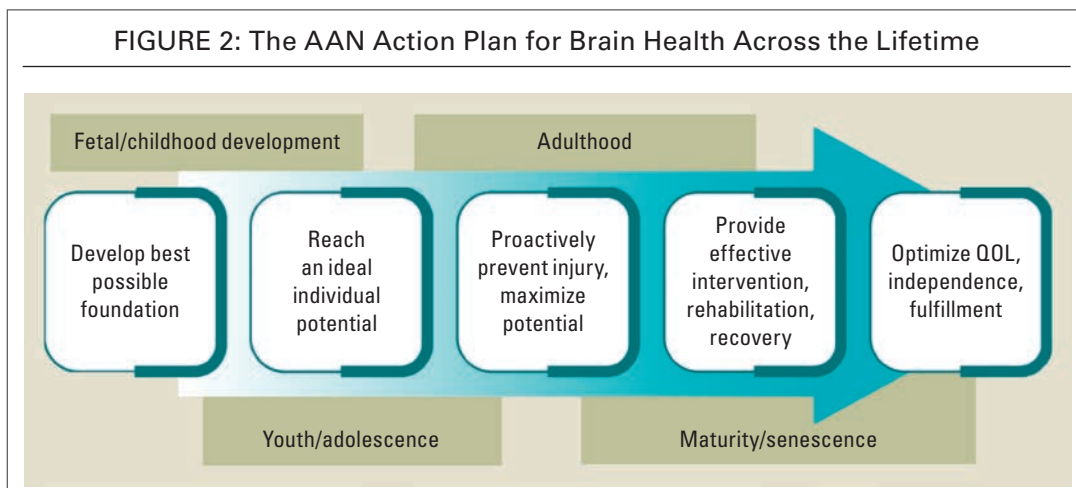 FIGURE 2: The AAN Action Plan for Brain Health Across the Lifetime
Fetal/childhood development
Adulthood
Develop best
possible
foundation
Reach
an ideal
individual
potential
Proactively
prevent injury,
maximize
potential
Provide
effective
intervention,
rehabilitation,
recovery
Optimize QOL,
independence,
fulfillment
Youth/adolescence
Maturity/senescence